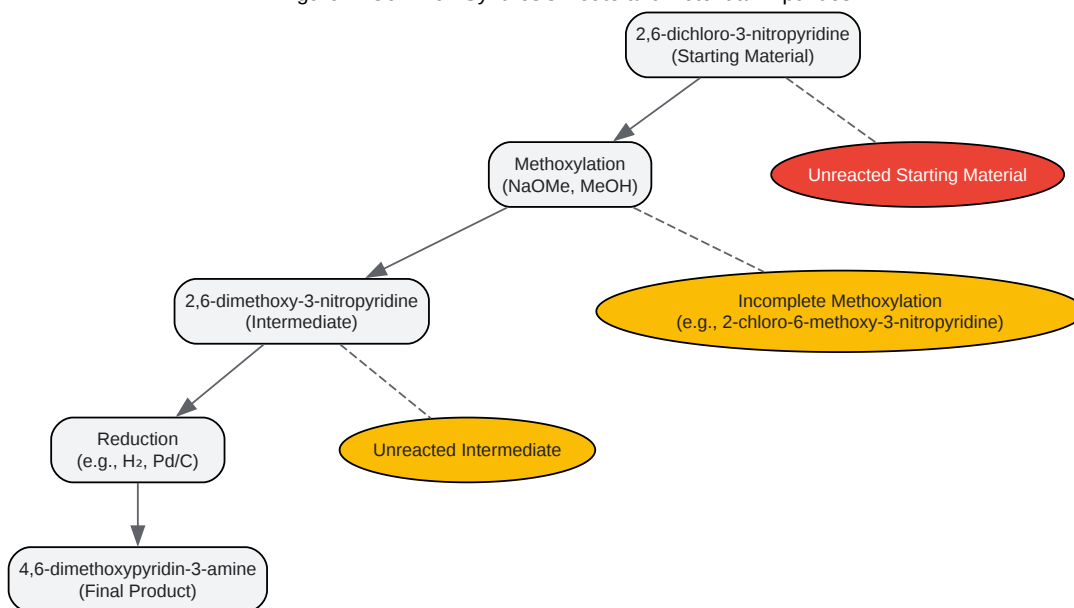 2,6-dichloro-3-nitropyridine
(Starting Material)
Methoxylation
(NaOMe, MeOH)
Unreacted Starting Material
2,6-dimethoxy-3-nitropyridine
(Intermediate)
Incomplete Methoxylation
(e.g., 2-chloro-6-methoxy-3-nitropyridine)
Reduction
(e.g., H₂, Pd/C)
Unreacted Intermediate
4,6-dimethoxypyridin-3-amine
(Final Product)